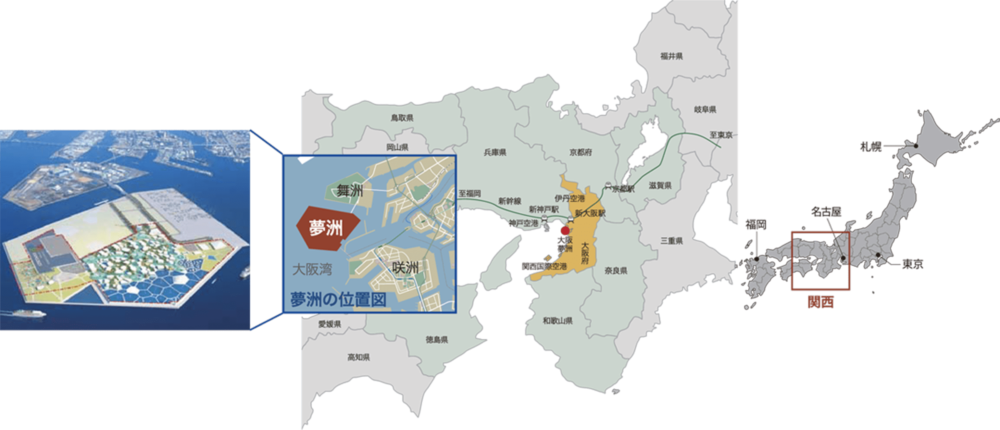 福井県
岐阜県
至東京
鳥取県
岡山県
兵庫県
京都府
滋賀県
京都駅
至福岡
新幹線
伊丹空港
新神戸駅
新大阪駅
神戸空港
大阪
夢洲
大阪府
三重県
関西国際空港
奈良県
和歌山県
愛媛県
徳島県
高知県
舞洲
夢洲
咲洲
大阪湾
夢洲の位置図
札幌
名古屋
福岡
東京
関西